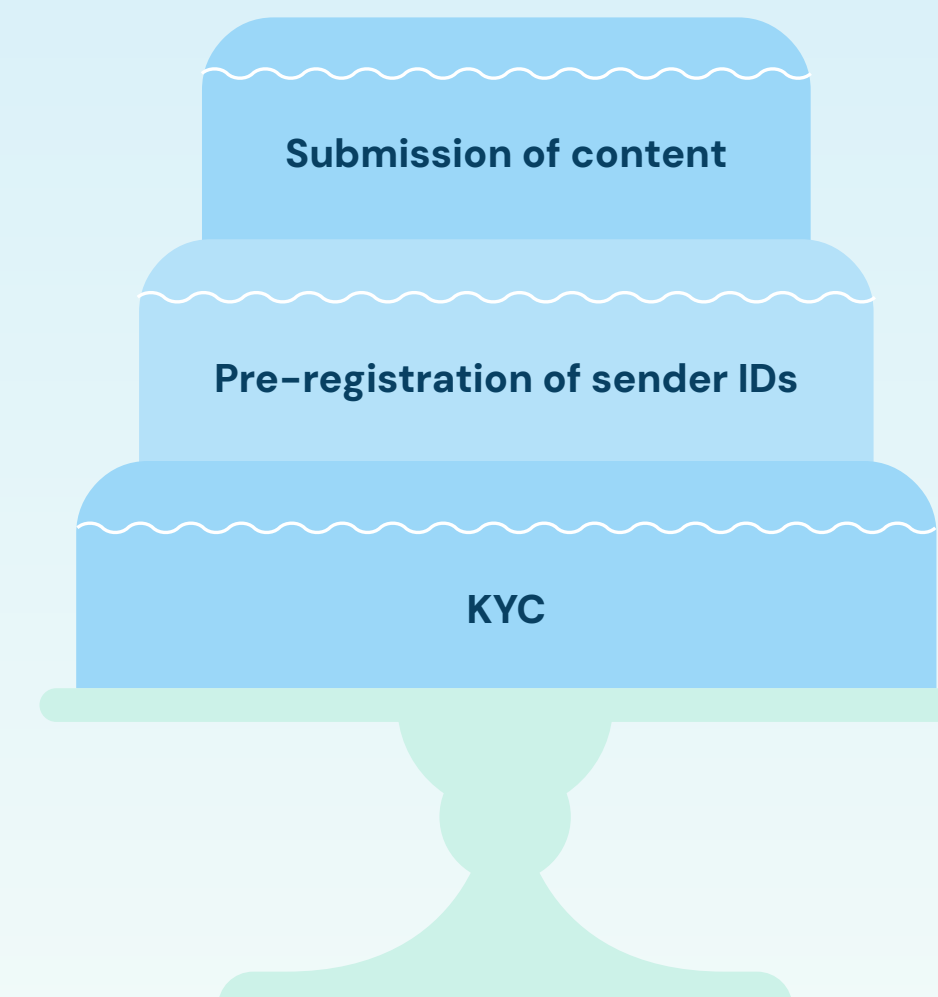 Submission of content
Pre-registration of sender IDs
KYC